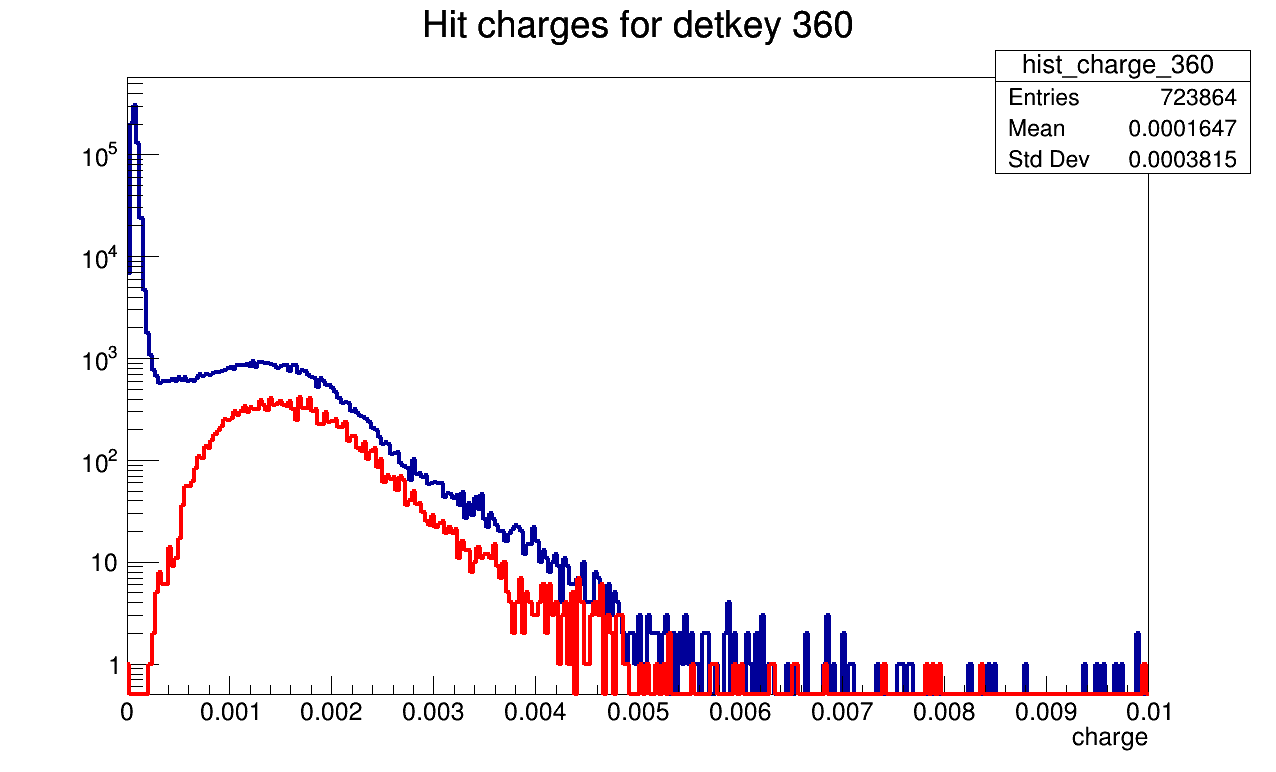 Hit charges for detkey 360
hist_charge_360
Entries 723864
Mean 0.0001647
Std Dev 0.0003815
10^5
10^4
10^3
10^2
10
1
0 0.001 0.002 0.003 0.004 0.005 0.006 0.007 0.008 0.009 0.01
charge